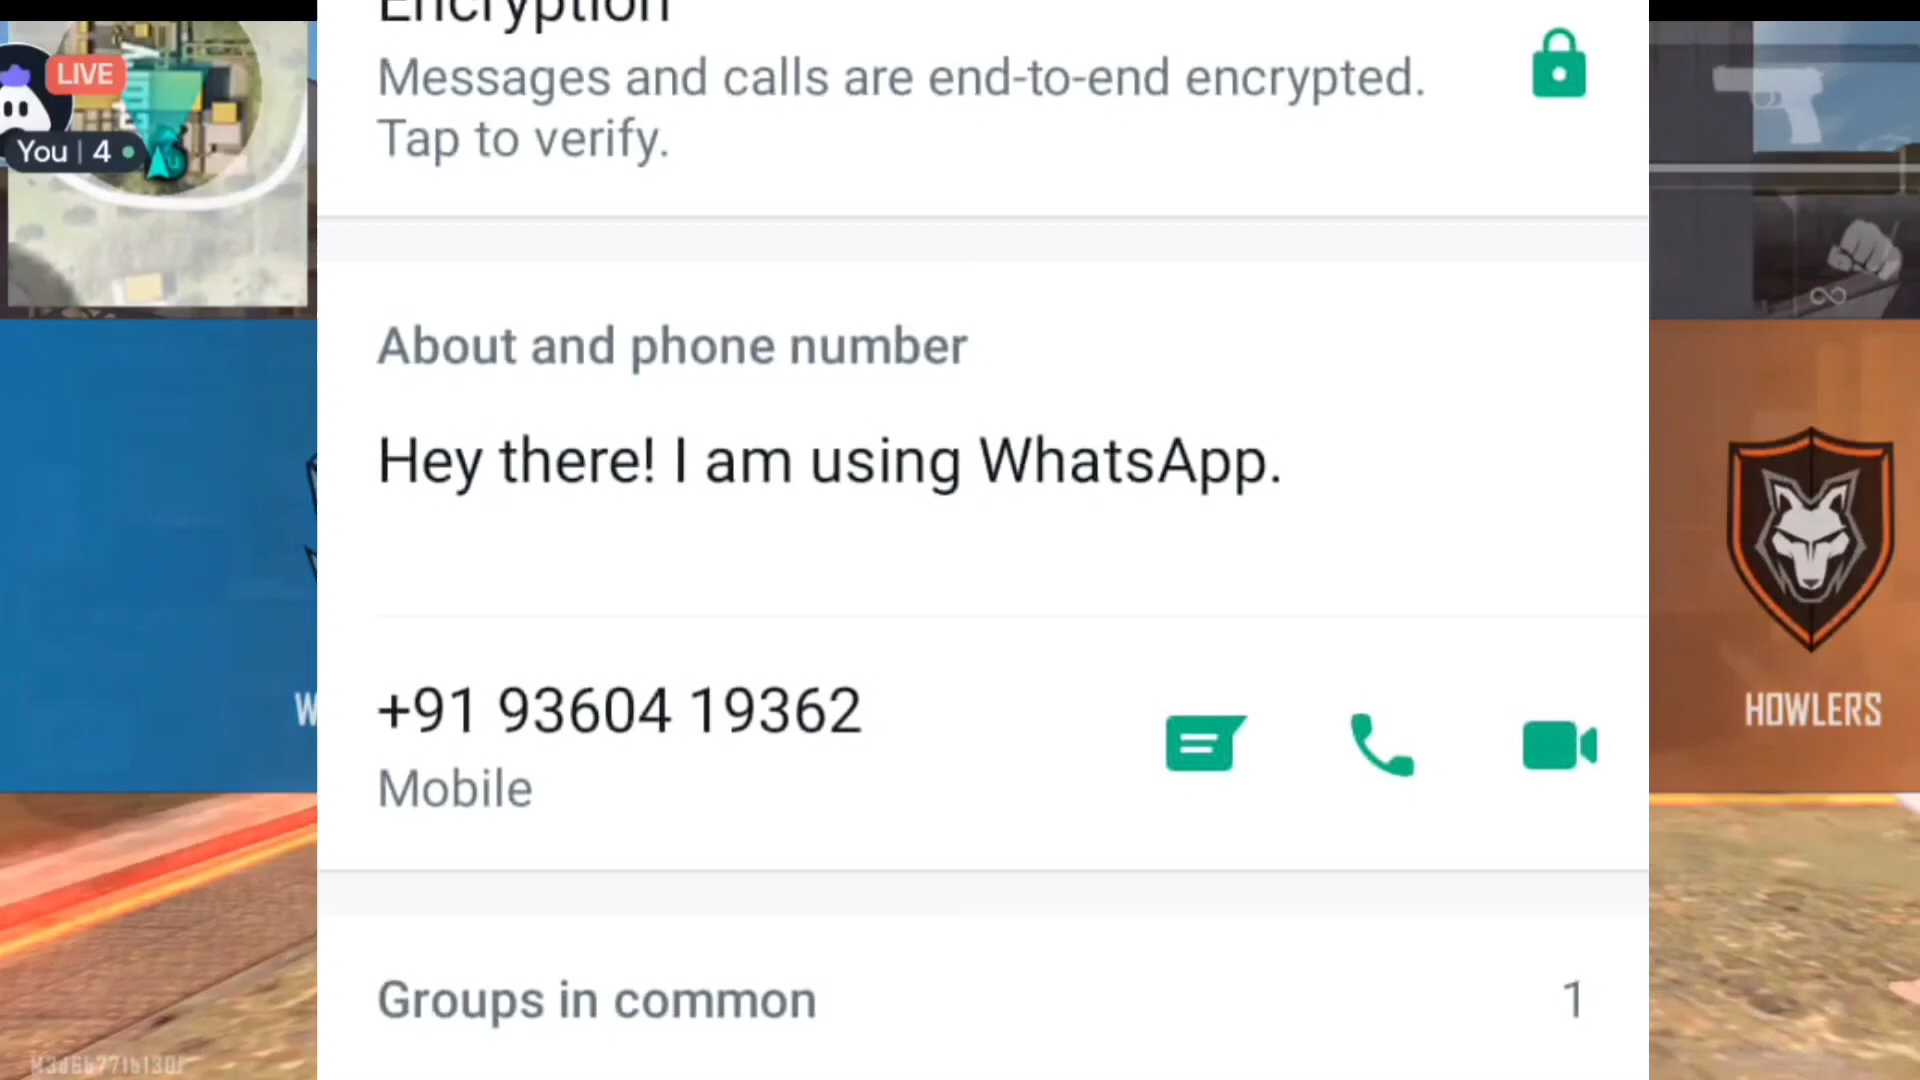 Encryption
Messages and calls are end-to-end encrypted.
Tap to verify.
LIVE
You | 4
About and phone number
Hey there! I am using WhatsApp.
+91 93604 19362
Mobile
W
HOWLERS
Groups in common
1